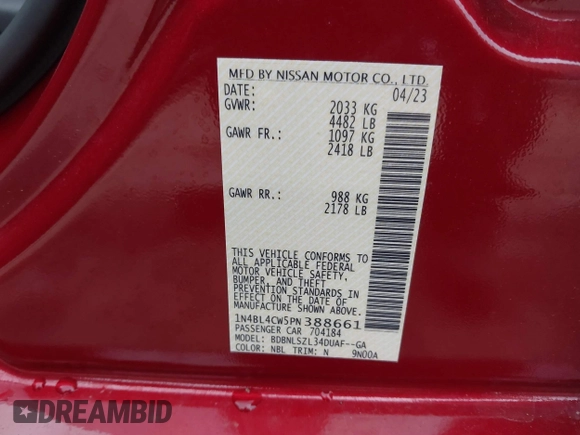 MFD BY NISSAN MOTOR CO., LTD.
DATE: 04/23
GVWR: 2033 KG
4482 LB
GAWR FR.: 1097 KG
2418 LB
GAWR RR.: 988 KG
2178 LB
THIS VEHICLE CONFORMS TO
ALL APPLICABLE FEDERAL
MOTOR VEHICLE SAFETY,
BUMPER, AND THEFT
PREVENTION STANDARDS IN
EFFECT ON THE DATE OF
MANUFACTURE SHOWN ABOVE.
1N4BL4CW5PN388661
PASSENGER CAR 704184
MODEL: BDBNLSZL34DUAF--GA
COLOR: NBL TRIM: N 9N00A
DREAMBID